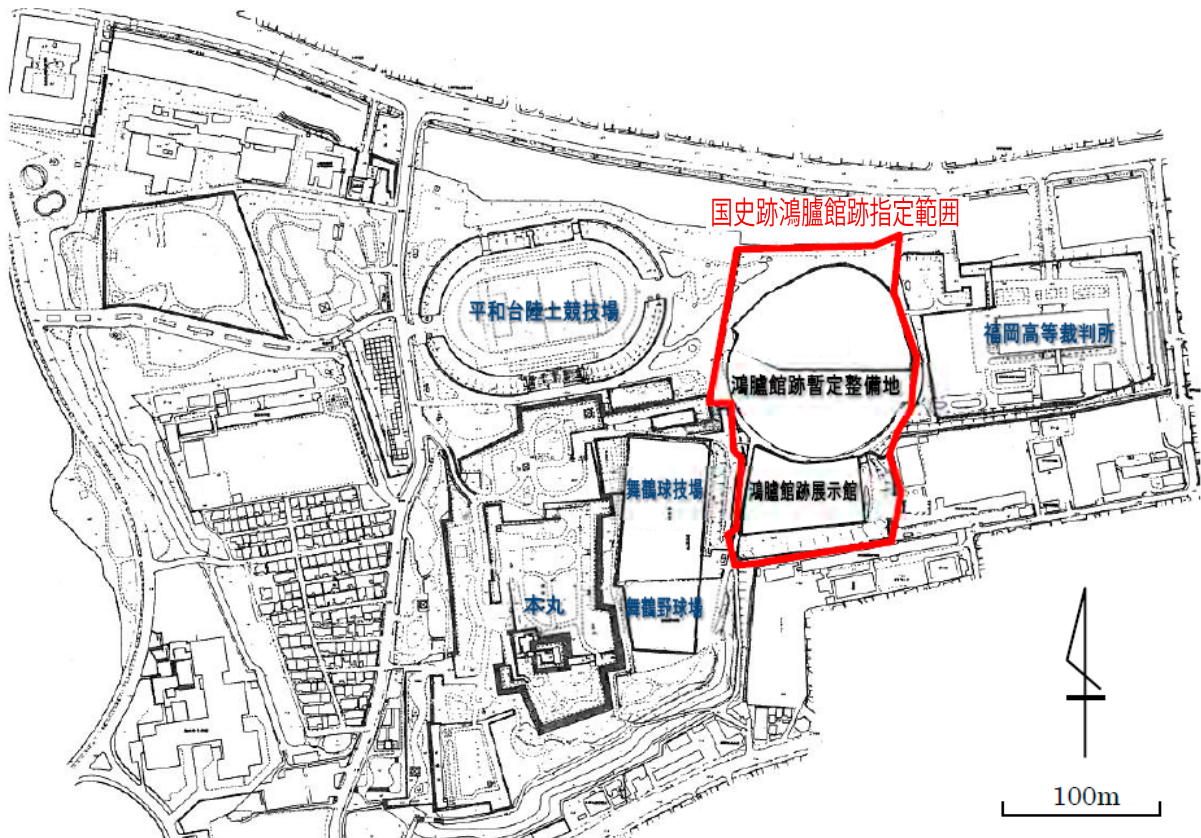 国史跡鴻臚館跡指定範囲
平和台陸上競技場
福岡高等裁判所
鴻臚館跡暫定整備地
舞鶴球技場
鴻臚館跡展示館
本丸
舞鶴野球場
100m